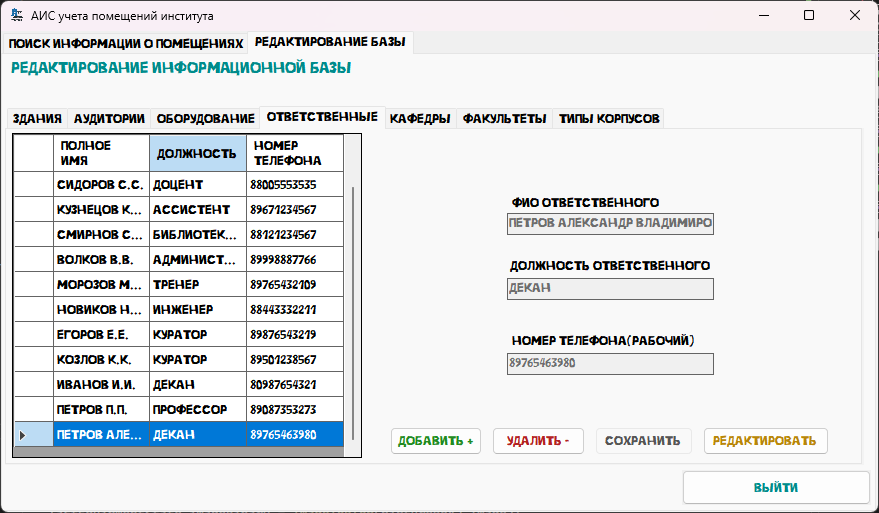 АИС учета помещений института
ПОИСК ИНФОРМАЦИИ О ПОМЕЩЕНИЯХ РЕДАКТИРОВАНИЕ БАЗЫ
РЕДАКТИРОВАНИЕ ИНФОРМАЦИОННОЙ БАЗЫ
ЗДАНИЯ АУДИТОРИИ ОБОРУДОВАНИЕ ОТВЕТСТВЕННЫЕ КАФЕДРЫ ФАКУЛЬТЕТЫ ТИПЫ КОРПУСОВ
ПОЛНОЕ ИМЯ ДОЛЖНОСТЬ НОМЕР ТЕЛЕФОНА
СИДОРОВ С.С. ДОЦЕНТ 88005553535
КУЗНЕЦОВ К... АССИСТЕНТ 89671234567
СМИРНОВ С... БИБЛИОТЕК... 88121234567
ВОЛКОВ В.В. АДМИНИСТ... 89998887766
МОРОЗОВ М... ТРЕНЕР 89765432109
НОВИКОВ Н... ИНЖЕНЕР 88443332211
ЕГОРОВ Е.Е. КУРАТОР 89876543219
КОЗЛОВ К.К. КУРАТОР 89501238567
ИВАНОВ И.И. ДЕКАН 80987654321
ПЕТРОВ П.П. ПРОФЕССОР 89087353273
ПЕТРОВ АЛЕ... ДЕКАН 89765463980
ФИО ОТВЕТСТВЕННОГО
ПЕТРОВ АЛЕКСАНДР ВЛАДИМИРО
ДОЛЖНОСТЬ ОТВЕТСТВЕННОГО
ДЕКАН
НОМЕР ТЕЛЕФОНА(РАБОЧИЙ)
89765463980
ДОБАВИТЬ + УДАЛИТЬ - СОХРАНИТЬ РЕДАКТИРОВАТЬ
ВЫЙТИ